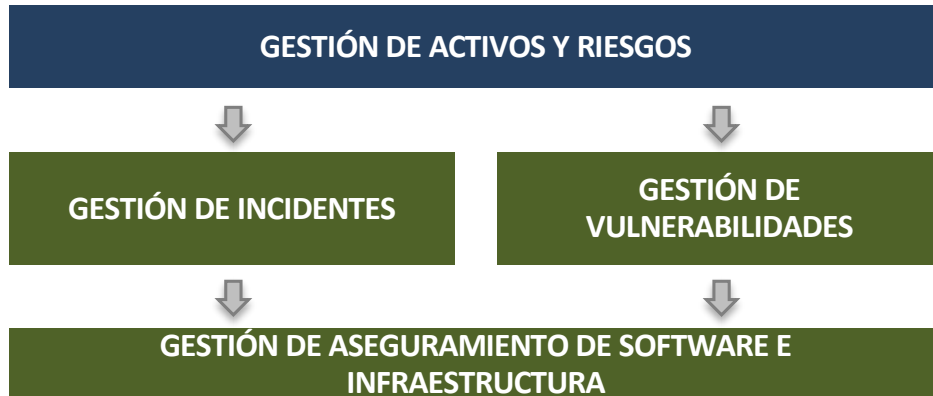 GESTIÓN DE ACTIVOS Y RIESGOS
GESTIÓN DE INCIDENTES
GESTIÓN DE
VULNERABILIDADES
GESTIÓN DE ASEGURAMIENTO DE SOFTWARE E
INFRAESTRUCTURA